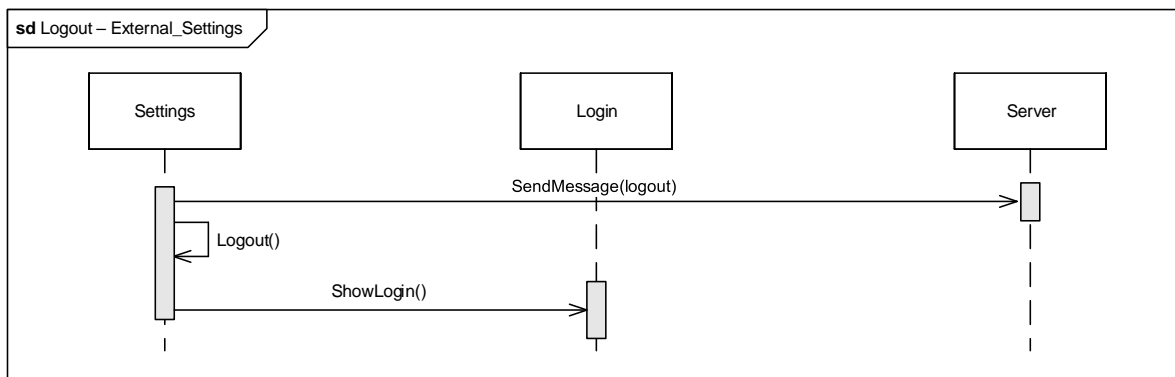 sd Logout – External_Settings
Settings
Login
Server
SendMessage(logout)
Logout()
ShowLogin()